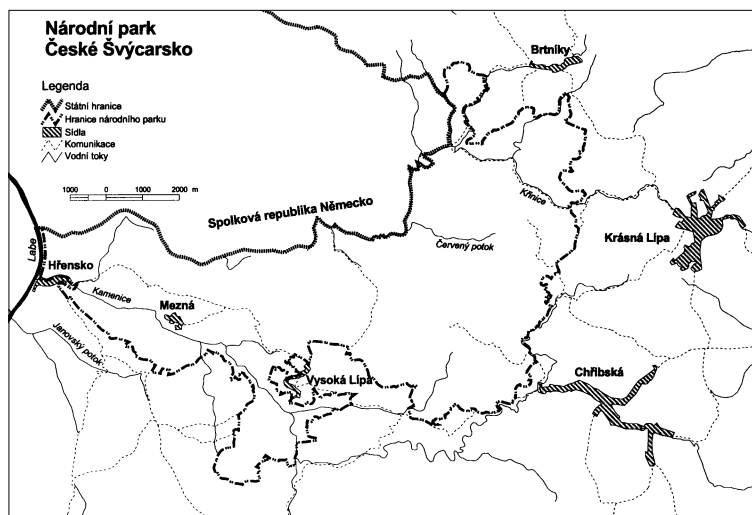 Národní park
České Švýcarsko
Legenda
Státní hranice
Hranice národního parku
Sídla
Komunikace
Vodní toky
1000 0 1000 2000 m
Brtníky
Spolková republika Německo
Křinice
Krásná Lípa
Červený potok
Labe
Hřensko
Kamenice
Mezná
Janovský potok
Vysoká Lípa
Chřibská